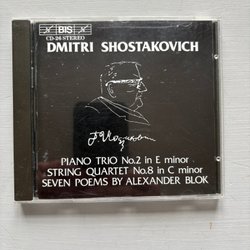 BIS
CD-26 STEREO
DMITRI SHOSTAKOVICH
PIANO TRIO No.2 in E minor
STRING QUARTET No.8 in C minor
SEVEN POEMS BY ALEXANDER BLOK